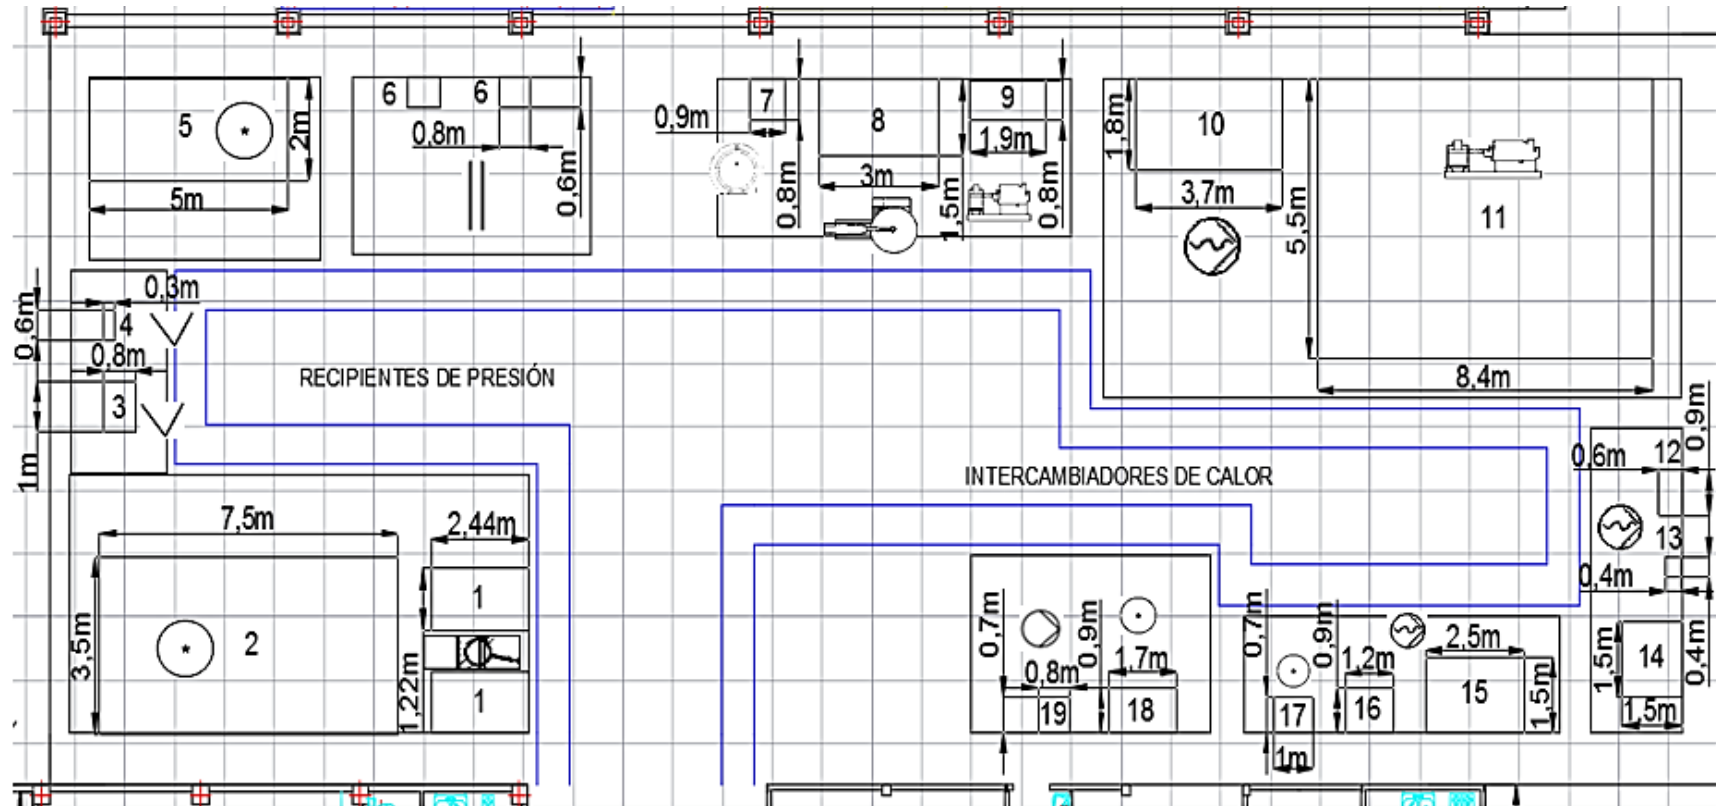 5
2m
5m
6
6
0,8m
0,6m
7
0,9m
0,8m
8
3m
1,5m
9
1,9m
0,8m
10
1,8m
3,7m
11
5,5m
8,4m
0,3m
4
0,6m
0,8m
3
1m
RECIPIENTES DE PRESIÓN
INTERCAMBIADORES DE CALOR
12
0,6m
0,9m
13
0,4m
0,4m
14
1,5m
1,5m
7,5m
3,5m
2
2,44m
1
1
1,22m
0,7m
0,8m
19
0,9m
1,7m
18
0,7m
17
1m
0,9m
1,2m
16
2,5m
15
1,5m